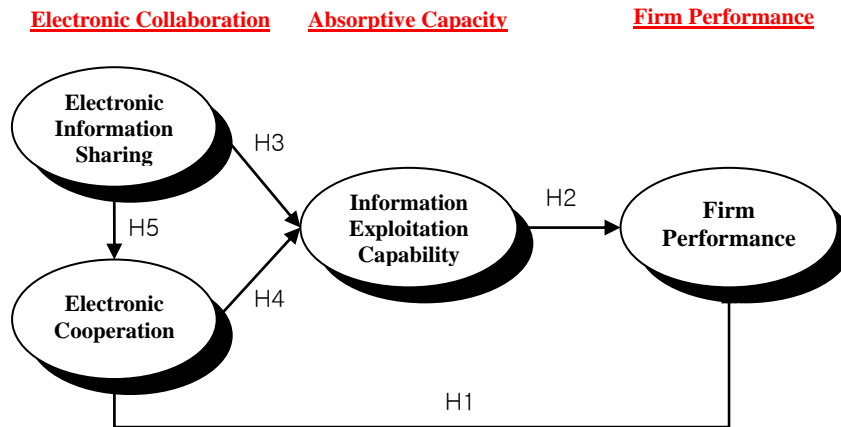 Electronic Collaboration
Absorptive Capacity
Firm Performance
Electronic
Information
Sharing
H3
H5
Electronic
Cooperation
H4
Information
Exploitation
Capability
H2
Firm
Performance
H1